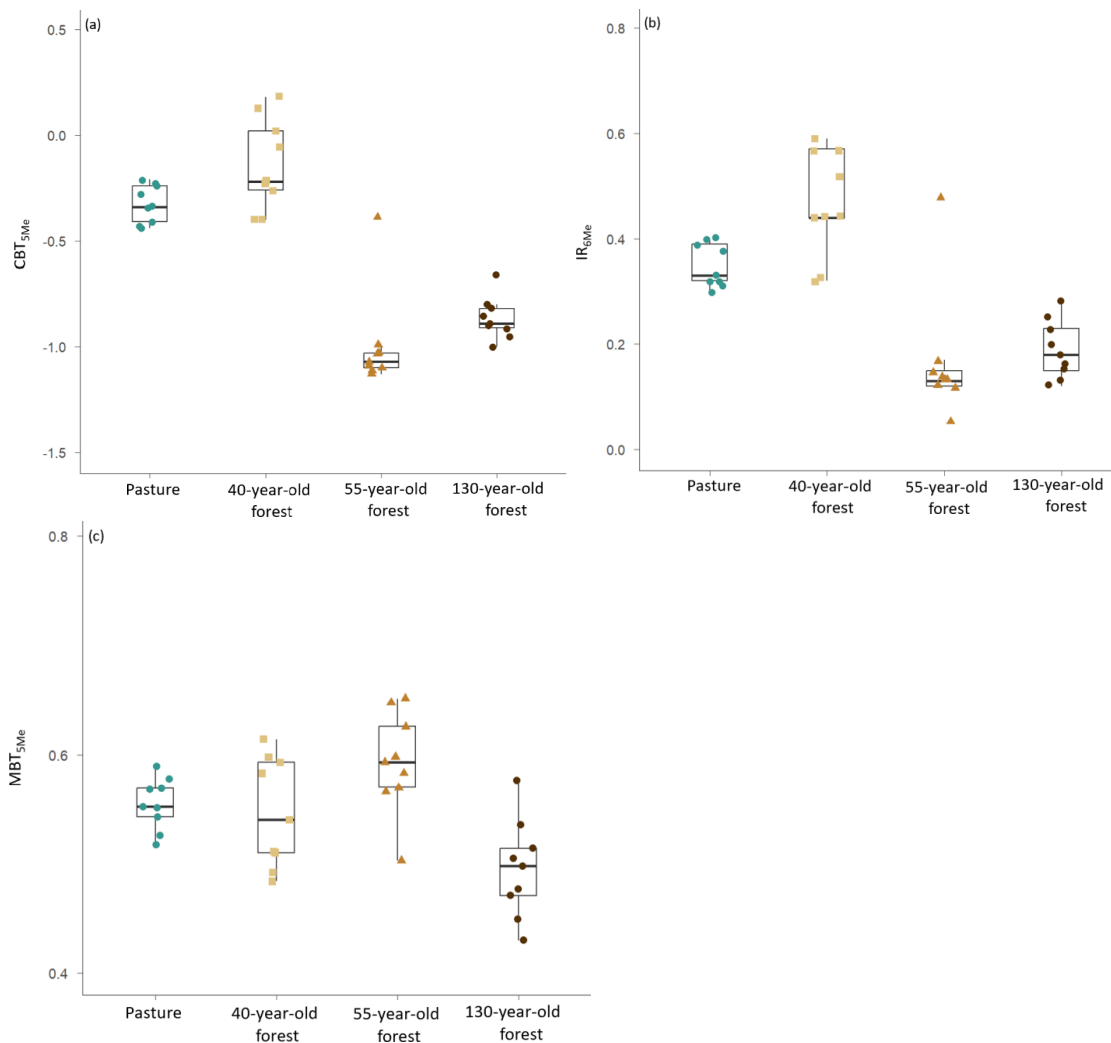 (a)
0.5
0.0
-0.5
-1.0
-1.5
CBT5Me
Pasture
40-year-old
forest
55-year-old
forest
130-year-old
forest
(b)
0.8
0.6
0.4
0.2
0.0
IR6Me
Pasture
40-year-old
forest
55-year-old
forest
130-year-old
forest
(c)
0.8
0.6
0.4
MBT5Me
Pasture
40-year-old
forest
55-year-old
forest
130-year-old
forest